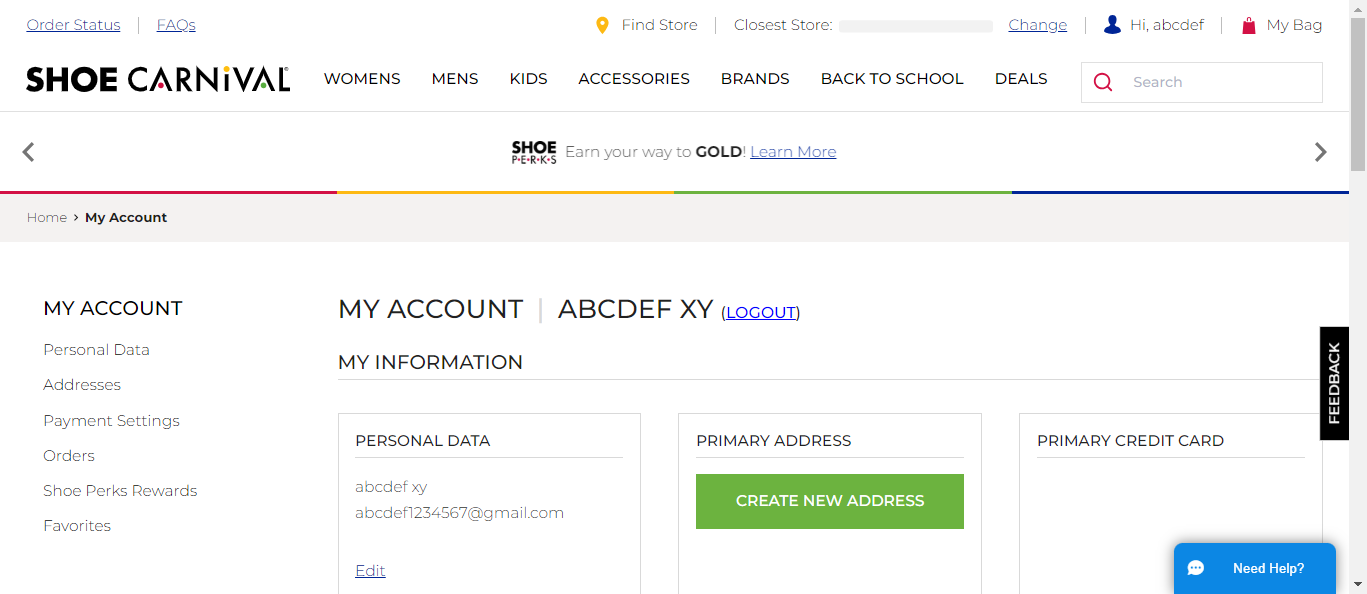 Order Status FAQs Find Store Closest Store: Change Hi, abcdef My Bag
SHOE CARNiVAL® WOMENS MENS KIDS ACCESSORIES BRANDS BACK TO SCHOOL DEALS Search
SHOE PERKS Earn your way to GOLD! Learn More
Home > My Account
MY ACCOUNT
Personal Data
Addresses
Payment Settings
Orders
Shoe Perks Rewards
Favorites
MY ACCOUNT | ABCDEF XY (LOGOUT)
MY INFORMATION
PERSONAL DATA
abcdef xy
abcdef1234567@gmail.com
Edit
PRIMARY ADDRESS
CREATE NEW ADDRESS
PRIMARY CREDIT CARD
FEEDBACK
Need Help?